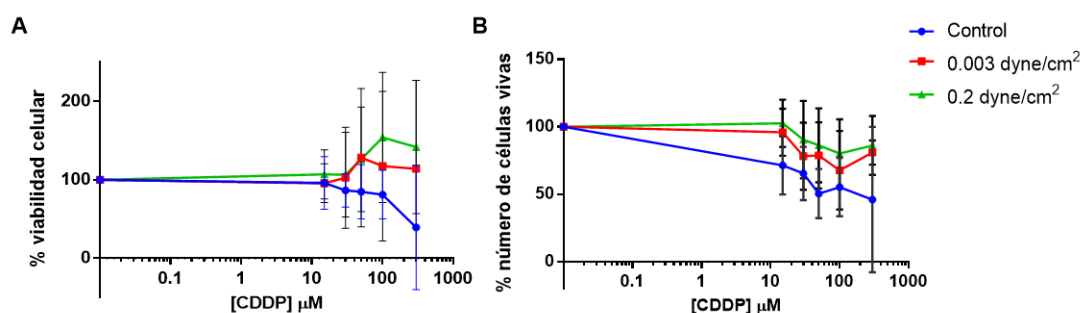 A
% viabilidad celular
200
100
0
0.1
1
10
100
1000
[CDDP] µM
B
% número de células vivas
150
100
50
0
0.1
1
10
100
1000
[CDDP] µM
Control
0.003 dyne/cm²
0.2 dyne/cm²